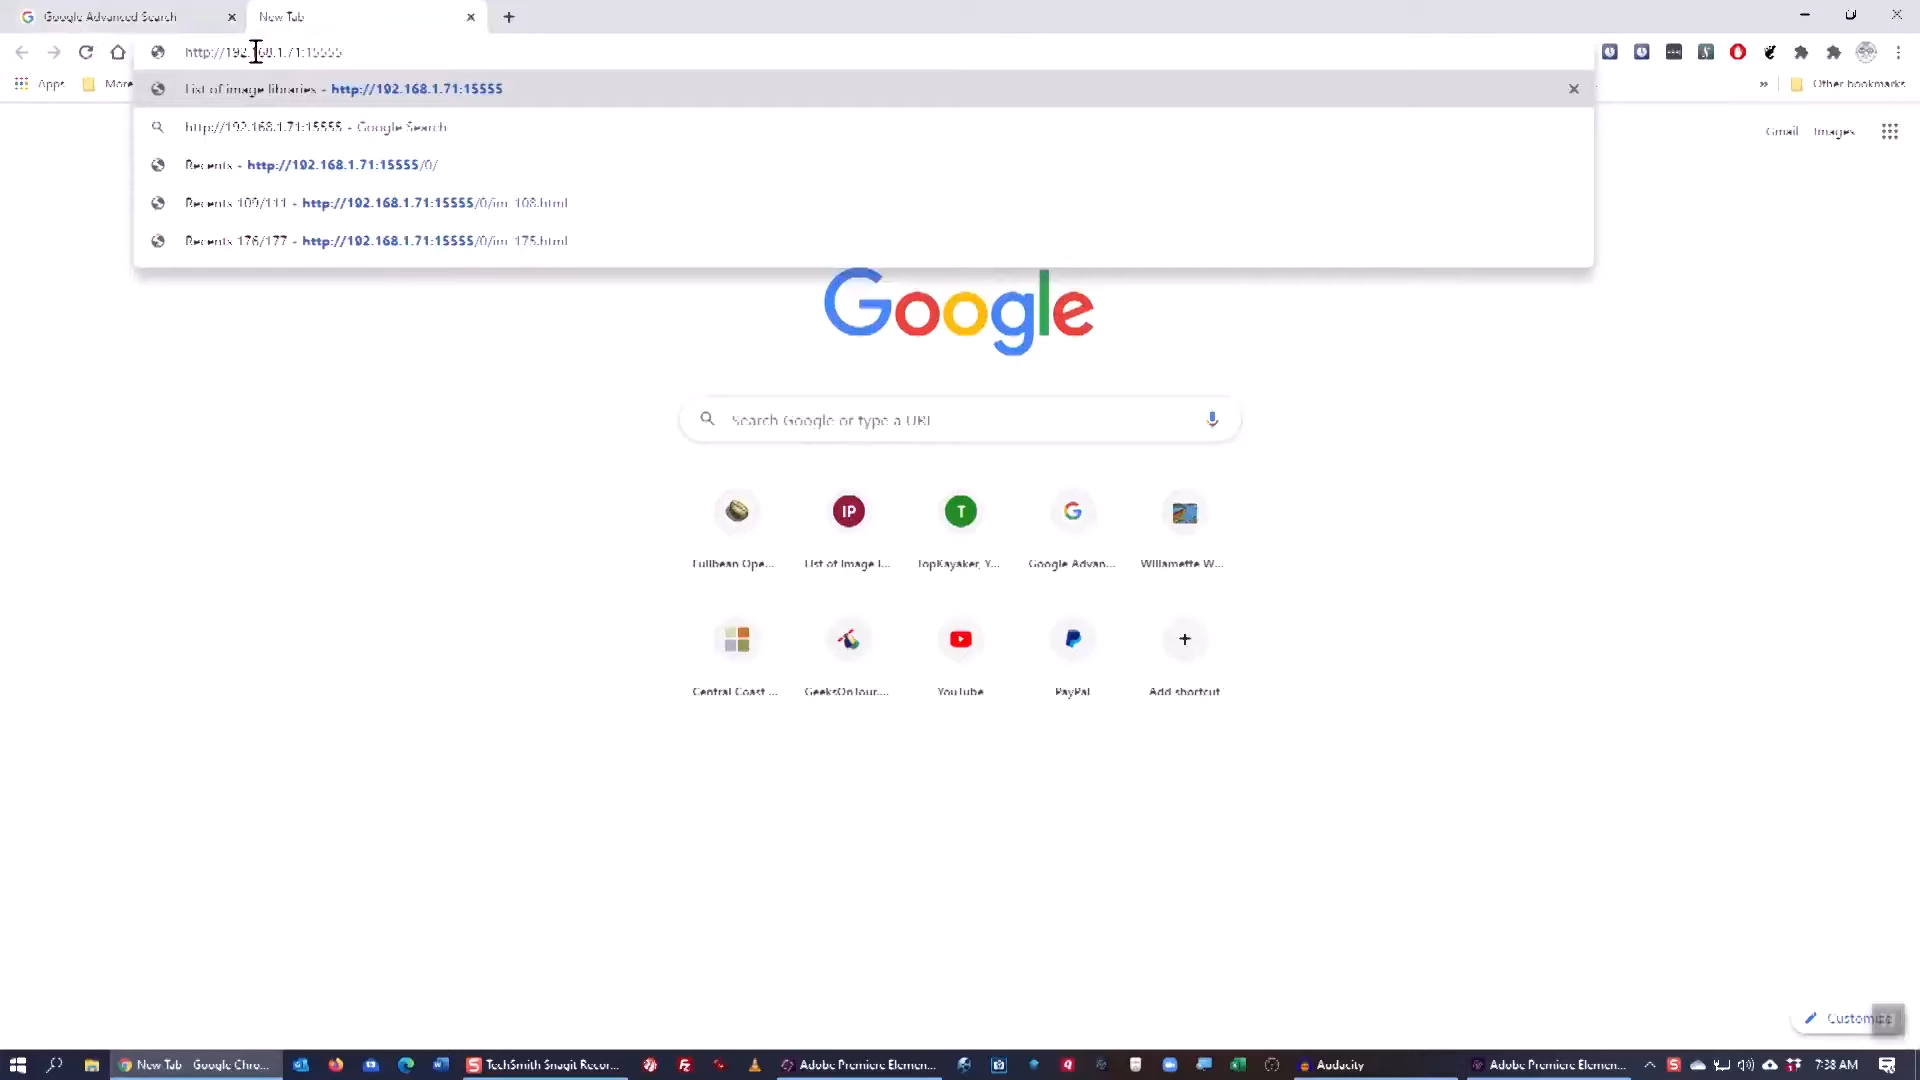 Google Advanced Search
New Tab
http://192.168.1.71:15555
List of image libraries - http://192.168.1.71:15555
http://192.168.1.71:15555 - Google Search
Recents - http://192.168.1.71:15555/0/
Recents 109/111 - http://192.168.1.71:15555/0/im_108.html
Recents 176/177 - http://192.168.1.71:15555/0/im_175.html
Apps
More
»
Other bookmarks
Gmail Images
Google
Search Google or type a URL
IP
T
Fullbean Ope...
List of Image l...
TopKayaker, Y...
Google Advan...
Willamette W...
Central Coast ...
GeeksOnTour....
YouTube
PayPal
Add shortcut
Customize
New Tab - Google Chro...
TechSmith Snagit Recor...
Adobe Premiere Elemen...
Audacity
Adobe Premiere Elemen...
7:38 AM